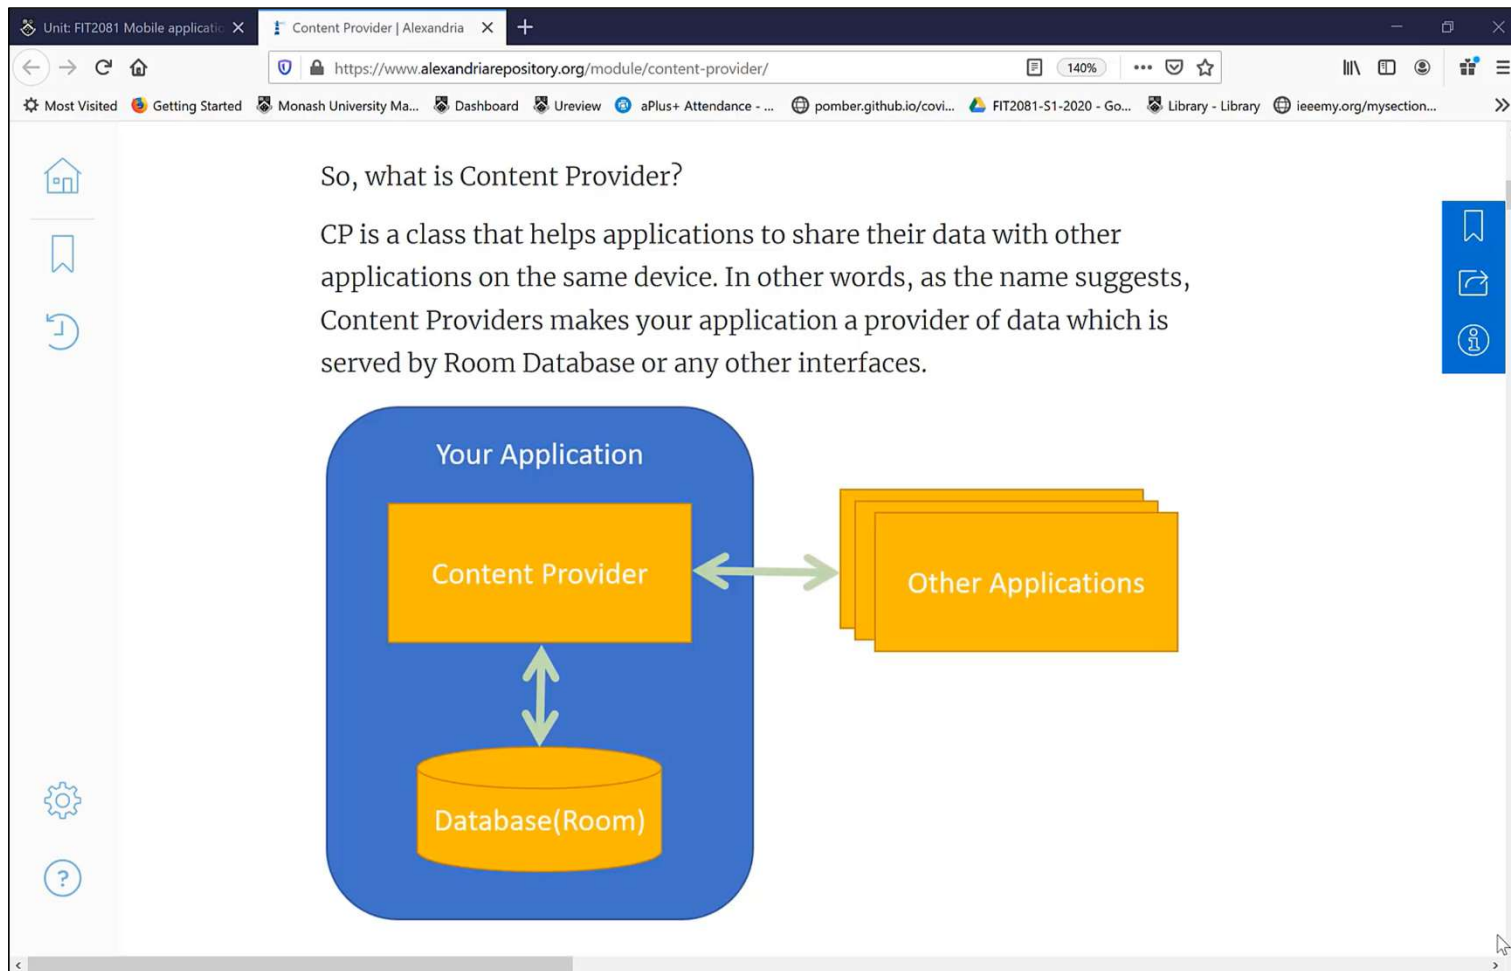 Unit: FIT2081 Mobile applicatio
Content Provider | Alexandria
https://www.alexandriarepository.org/module/content-provider/
140%
Most Visited
Getting Started
Monash University Ma...
Dashboard
Ureview
aPlus+ Attendance - ...
pomber.github.io/covi...
FIT2081-S1-2020 - Go...
Library - Library
ieeemy.org/mysection...
So, what is Content Provider?
CP is a class that helps applications to share their data with other
applications on the same device. In other words, as the name suggests,
Content Providers makes your application a provider of data which is
served by Room Database or any other interfaces.
Your Application
Content Provider
Other Applications
Database(Room)